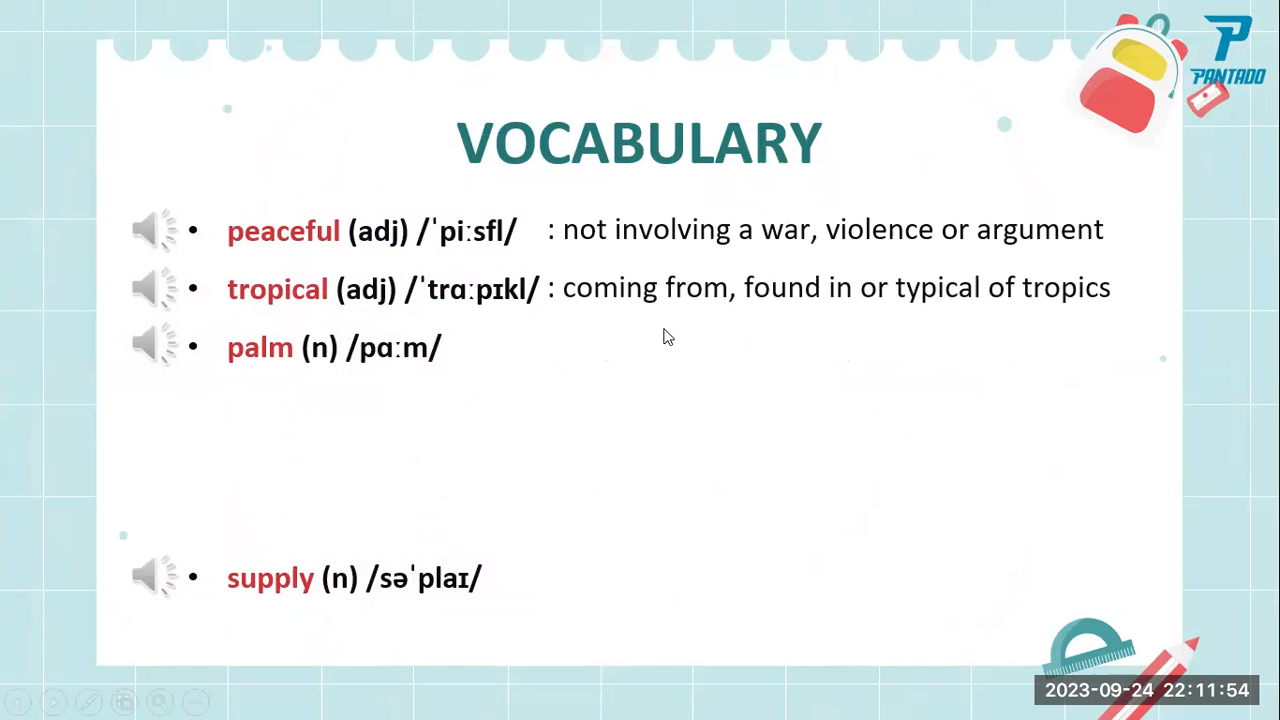 PANTADO
VOCABULARY
• peaceful (adj) /ˈpiːsfl/ : not involving a war, violence or argument
• tropical (adj) /ˈtrɑːpɪkl/ : coming from, found in or typical of tropics
• palm (n) /pɑːm/
• supply (n) /səˈplaɪ/
2023-09-24 22:11:54